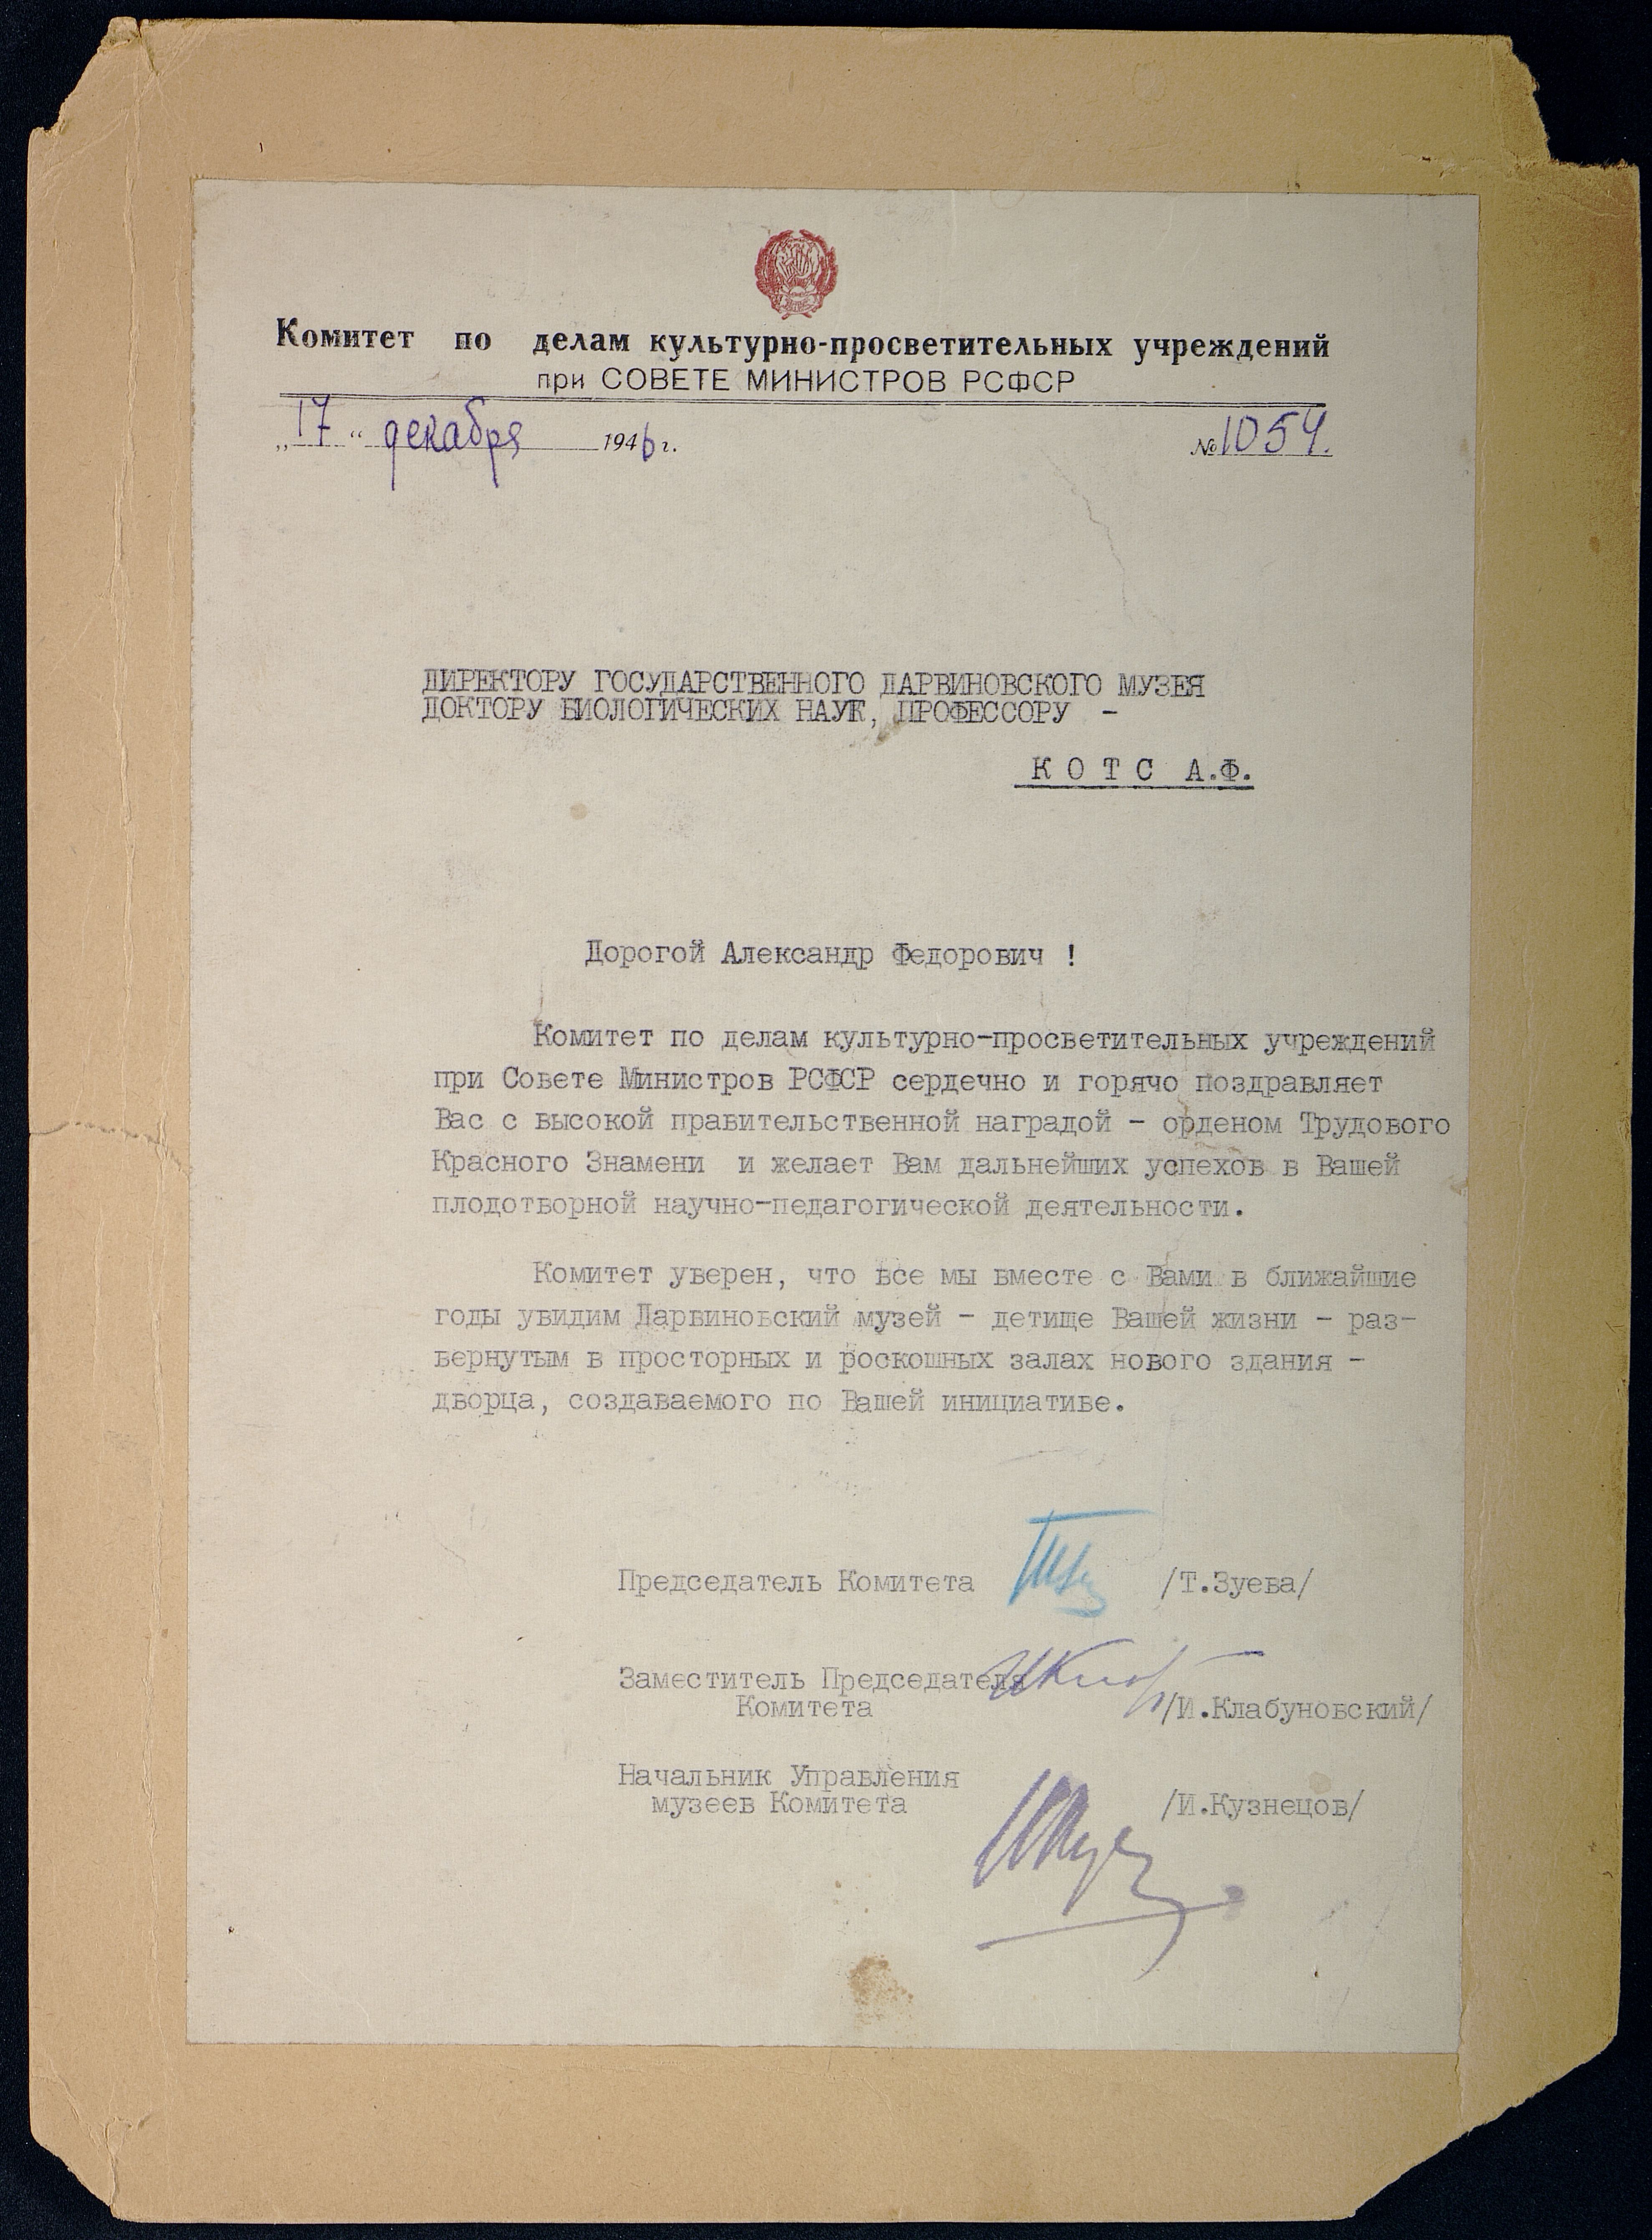 Комитет по делам культурно-просветительных учреждений
при СОВЕТЕ МИНИСТРОВ РСФСР
„17“ декабря 1946 г.
№ 1054.
ДИРЕКТОРУ ГОСУДАРСТВЕННОГО ДАРВИНОВСКОГО МУЗЕЯ
ДОКТОРУ БИОЛОГИЧЕСКИХ НАУК, ПРОФЕССОРУ –
К О Т С А.Ф.
Дорогой Александр Федорович !
Комитет по делам культурно-просветительных учреждений
при Совете Министров РСФСР сердечно и горячо поздравляет
Вас с высокой правительственной наградой – орденом Трудового
Красного Знамени и желает Вам дальнейших успехов в Вашей
плодотворной научно-педагогической деятельности.
Комитет уверен, что все мы вместе с Вами в ближайшие
годы увидим Дарвиновский музей – детище Вашей жизни – раз-
вернутым в просторных и роскошных залах нового здания –
дворца, создаваемого по Вашей инициативе.
Председатель Комитета /Т.Зуева/
Заместитель Председателя
Комитета /И.Клабуновский/
Начальник Управления
музеев Комитета /И.Кузнецов/